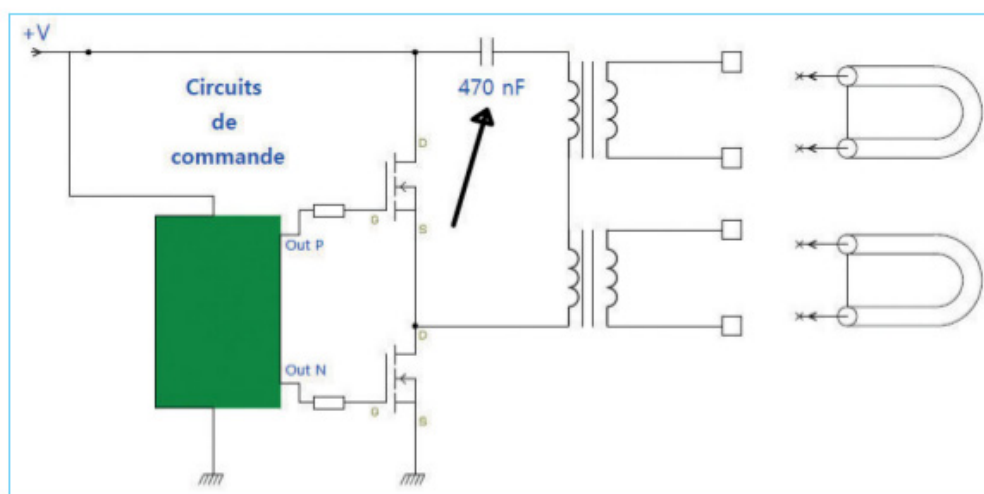 +V
Circuits
de
commande
470 nF
D
G
S
Out P
D
Out N
G
S